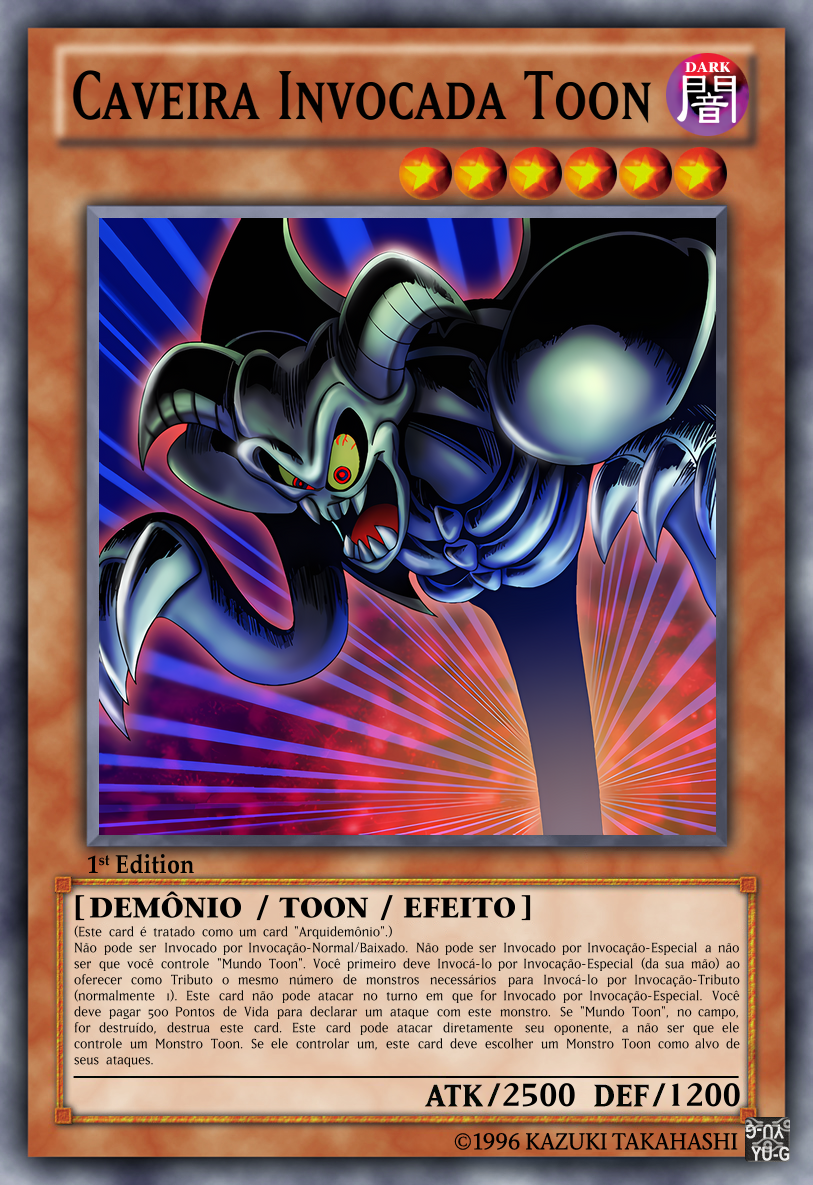 Caveira Invocada Toon
DARK
闇
1st Edition
[ DEMÔNIO / TOON / EFEITO ]
(Este card é tratado como um card "Arquidemônio".)
Não pode ser Invocado por Invocação-Normal/Baixado. Não pode ser Invocado por Invocação-Especial a não
ser que você controle "Mundo Toon". Você primeiro deve Invocá-lo por Invocação-Especial (da sua mão) ao
oferecer como Tributo o mesmo número de monstros necessários para Invocá-lo por Invocação-Tributo
(normalmente 1). Este card não pode atacar no turno em que for Invocado por Invocação-Especial. Você
deve pagar 500 Pontos de Vida para declarar um ataque com este monstro. Se "Mundo Toon", no campo,
for destruído, destrua este card. Este card pode atacar diretamente seu oponente, a não ser que ele
controle um Monstro Toon. Se ele controlar um, este card deve escolher um Monstro Toon como alvo de
seus ataques.
ATK/2500 DEF/1200
©1996 KAZUKI TAKAHASHI
YU-G
YU-G